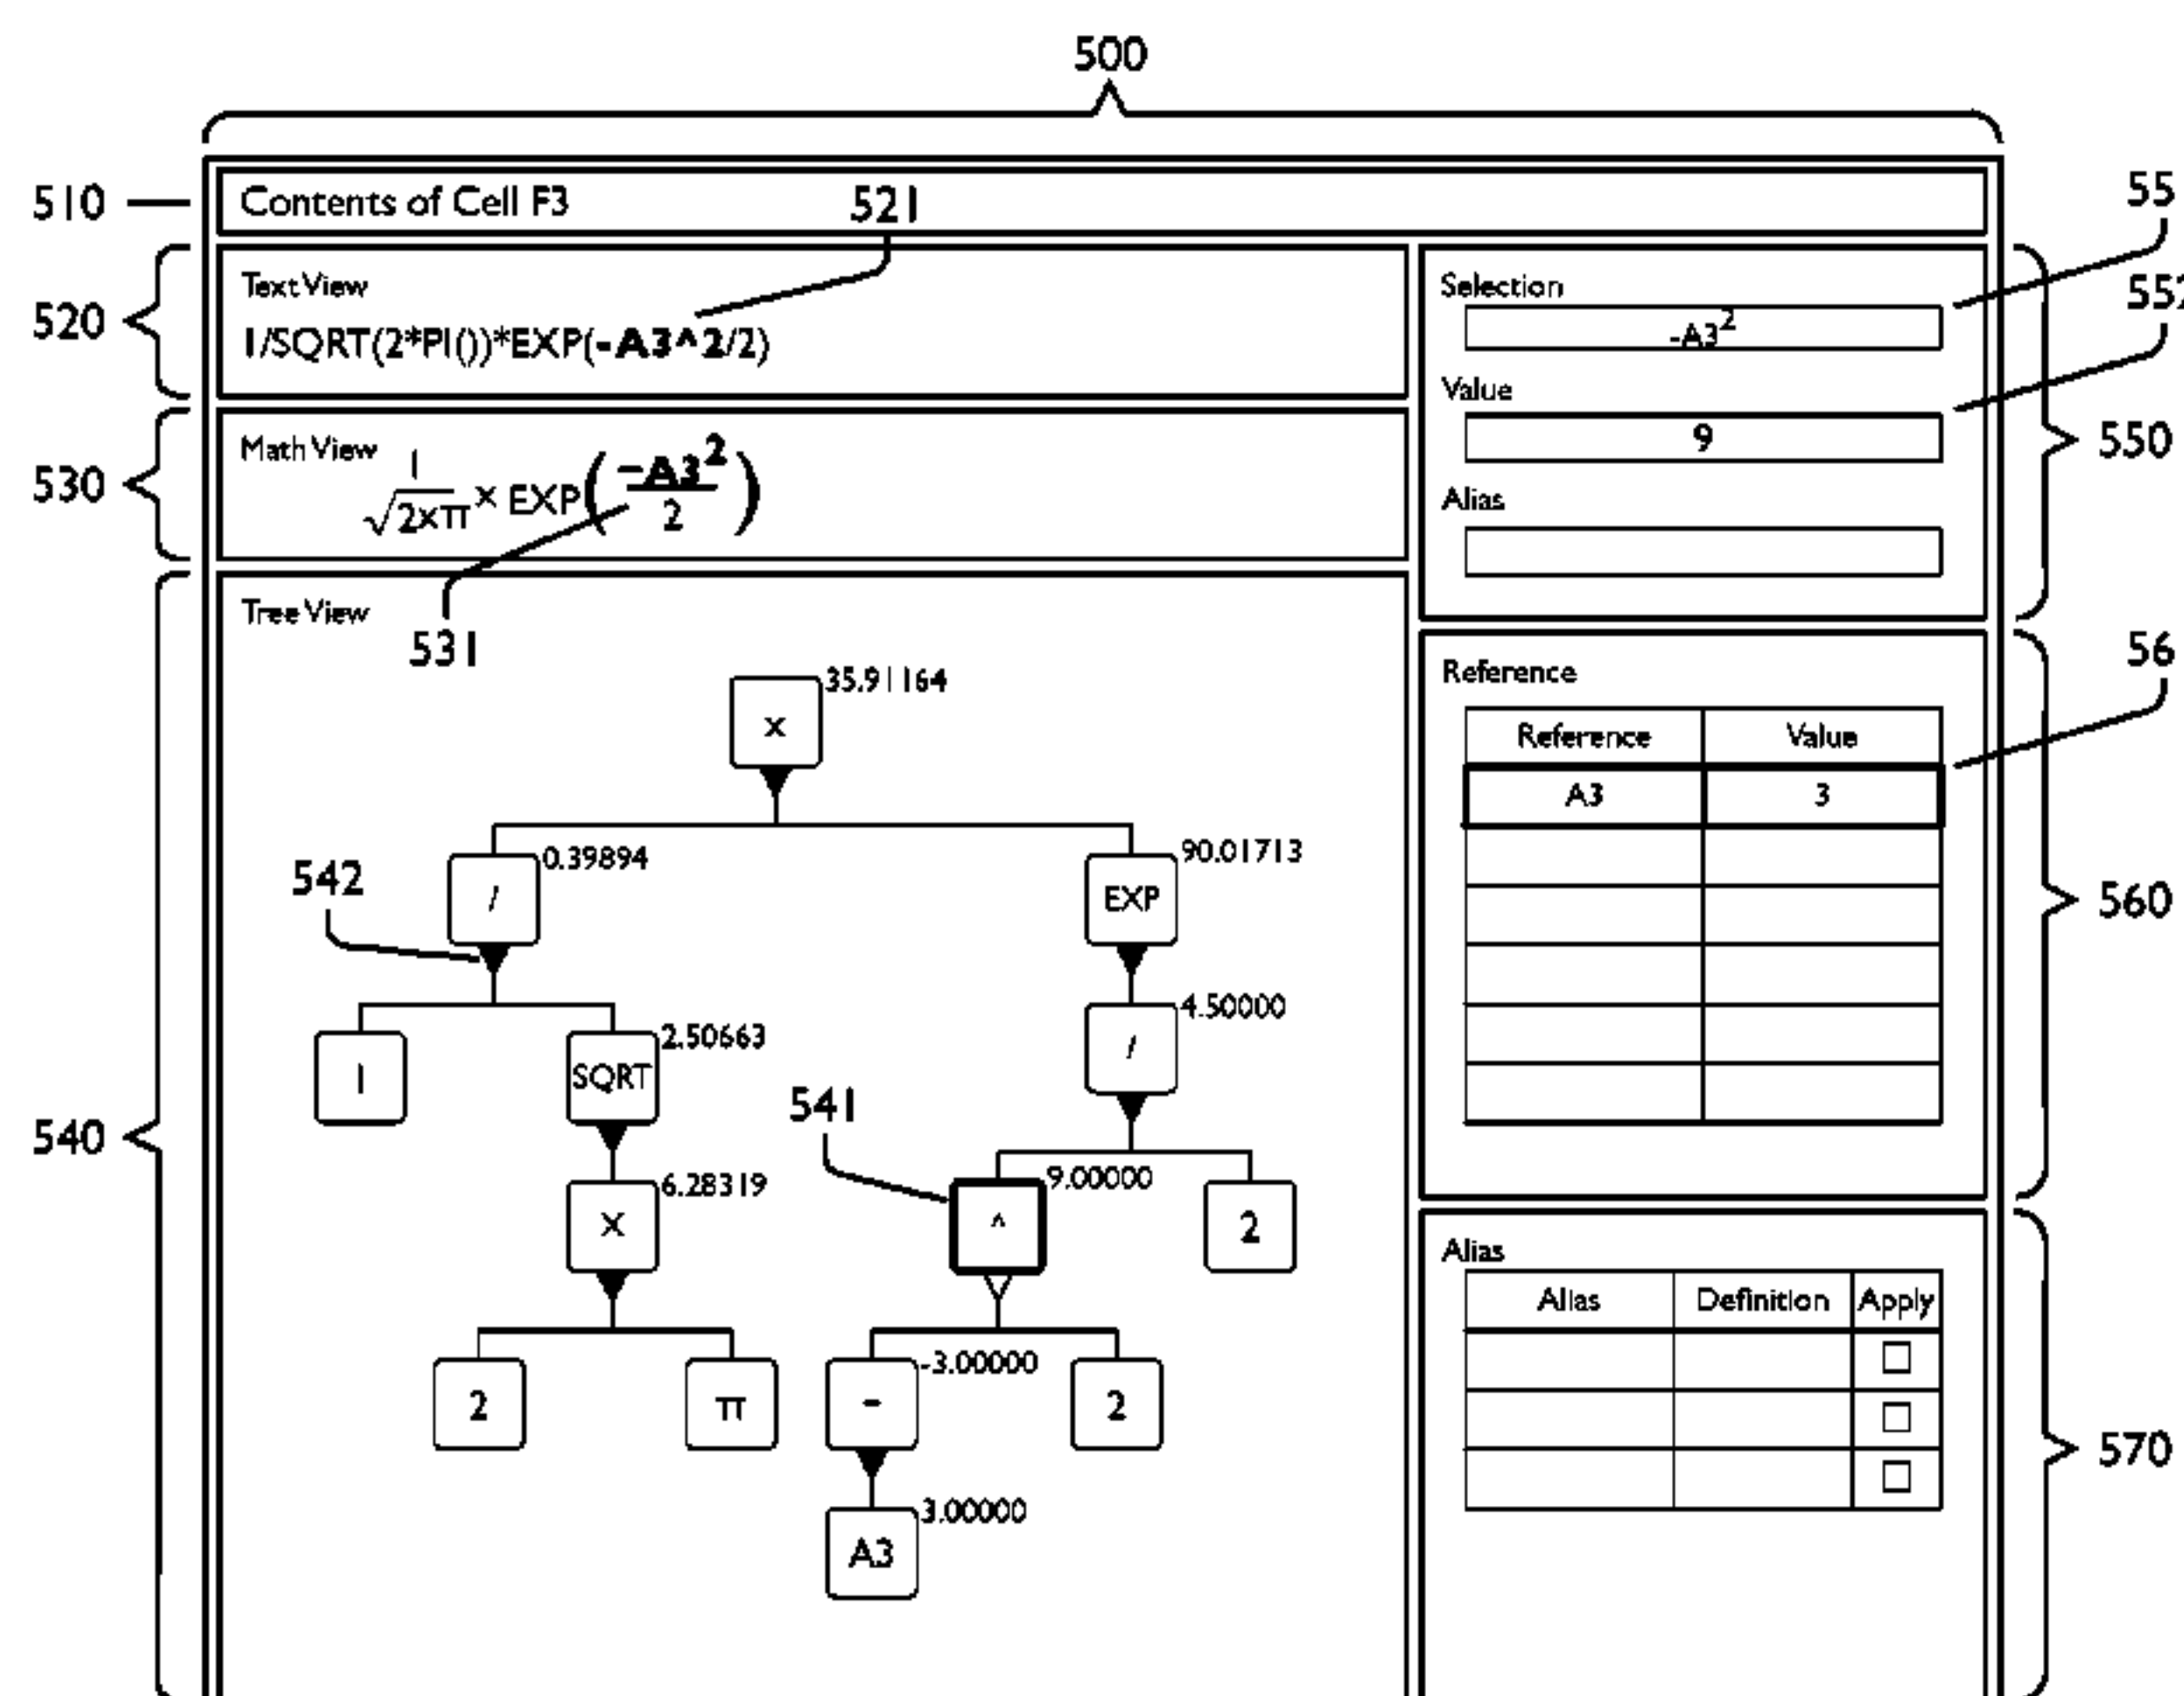 500
510
Contents of Cell F3
521
520
Text View
1/SQRT(2*PI())*EXP(-A3^2/2)
530
Math View
1
√2xπ x EXP(-A3²
2)
531
540
Tree View
35.91164
x
0.39894
/
90.01713
EXP
542
4.50000
/
1
2.50663
SQRT
541
6.28319
X
9.00000
^
2
2
π
-3.00000
-
2
3.00000
A3
55
Selection
-A3²
552
Value
9
550
Alias
56
Reference
Reference Value
A3 3
560
Alias
Alias Definition Apply
570